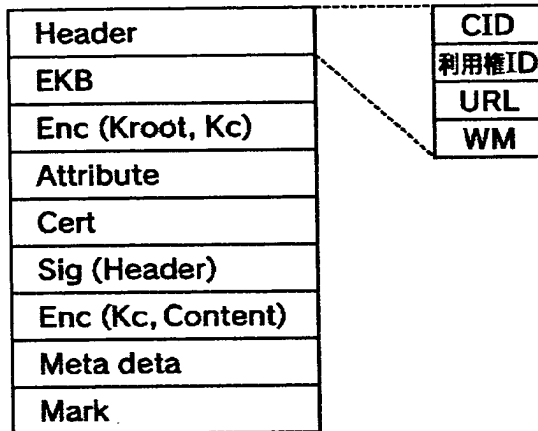 Header
EKB
Enc (Kroot, Kc)
Attribute
Cert
Sig (Header)
Enc (Kc, Content)
Meta deta
Mark
CID
利用権ID
URL
WM